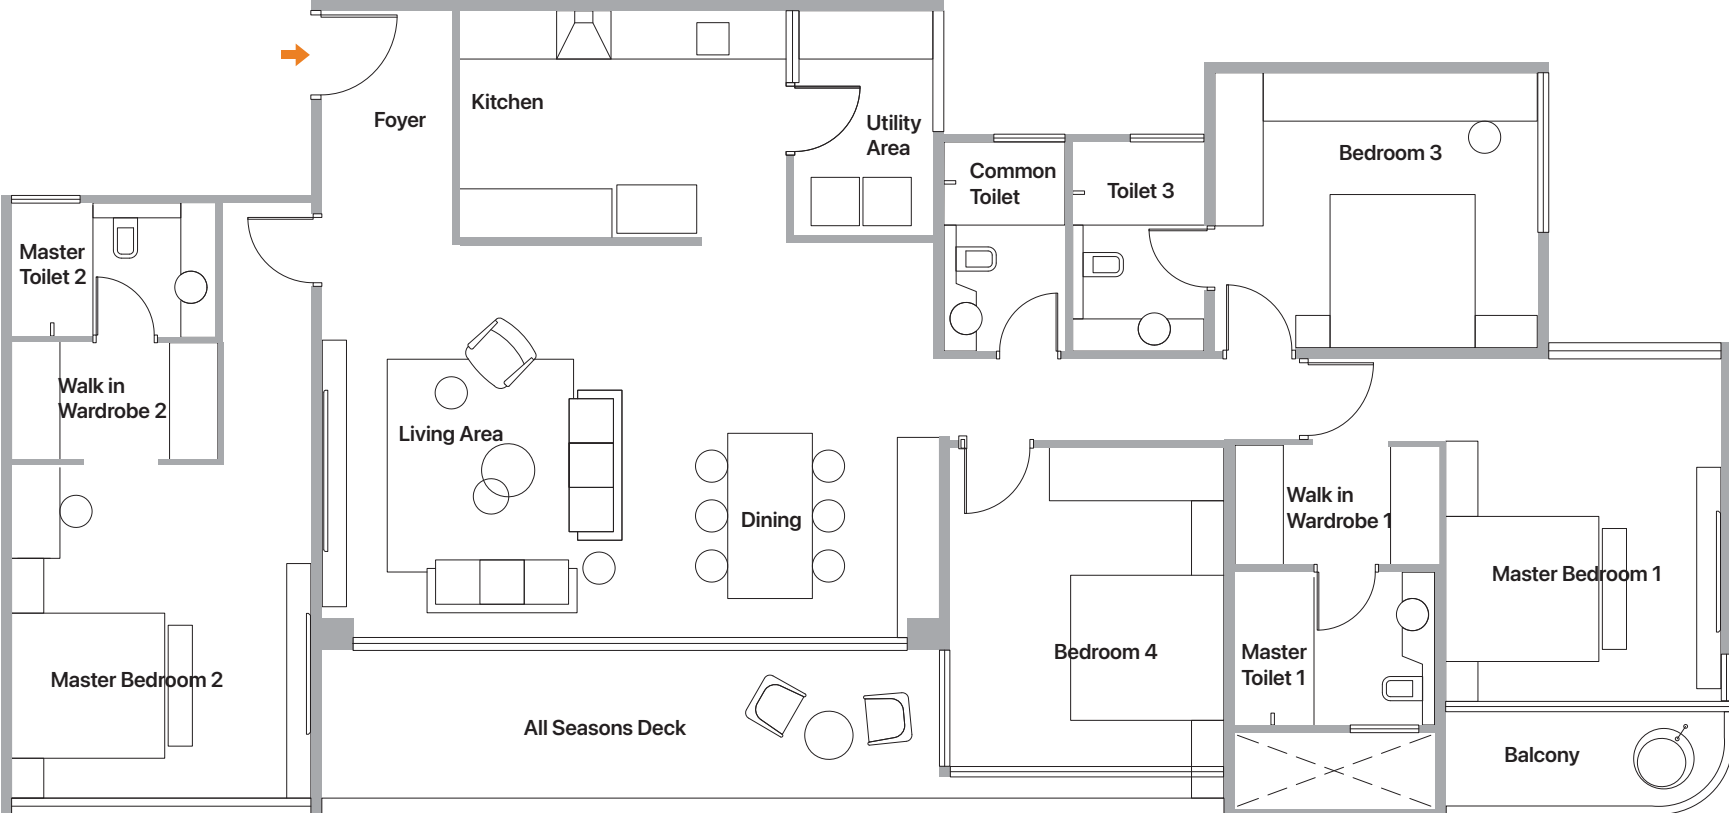 Kitchen
Foyer
Utility
Area
Bedroom 3
Common
Toilet
Toilet 3
Master
Toilet 2
Walk in
Wardrobe 2
Living Area
Dining
Walk in
Wardrobe 1
Master Bedroom 1
Bedroom 4
Master
Toilet 1
Master Bedroom 2
All Seasons Deck
Balcony